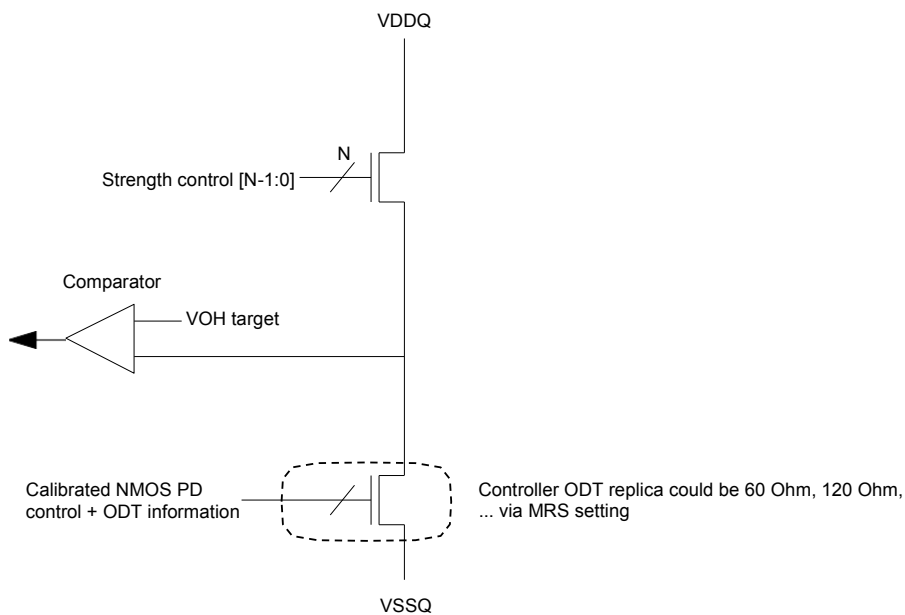 VDDQ
N
Strength control [N-1:0]
Comparator
VOH target
Calibrated NMOS PD
control + ODT information
Controller ODT replica could be 60 Ohm, 120 Ohm,
... via MRS setting
VSSQ